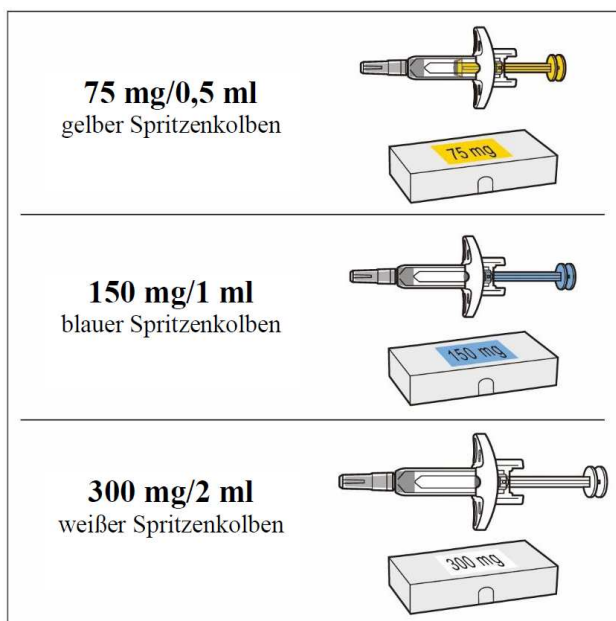 75 mg/0,5 ml
gelber Spritzenkolben
75 mg
150 mg/1 ml
blauer Spritzenkolben
150 mg
300 mg/2 ml
weißer Spritzenkolben
300 mg